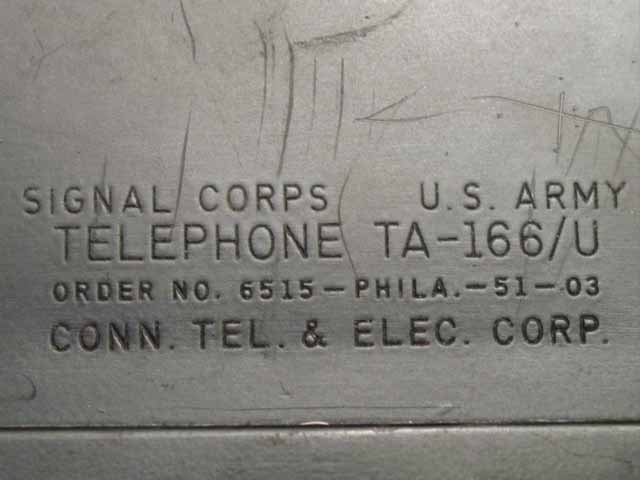 SIGNAL CORPS U.S. ARMY
TELEPHONE TA-166/U
ORDER NO. 6515-PHILA.-51-03
CONN. TEL. & ELEC. CORP.